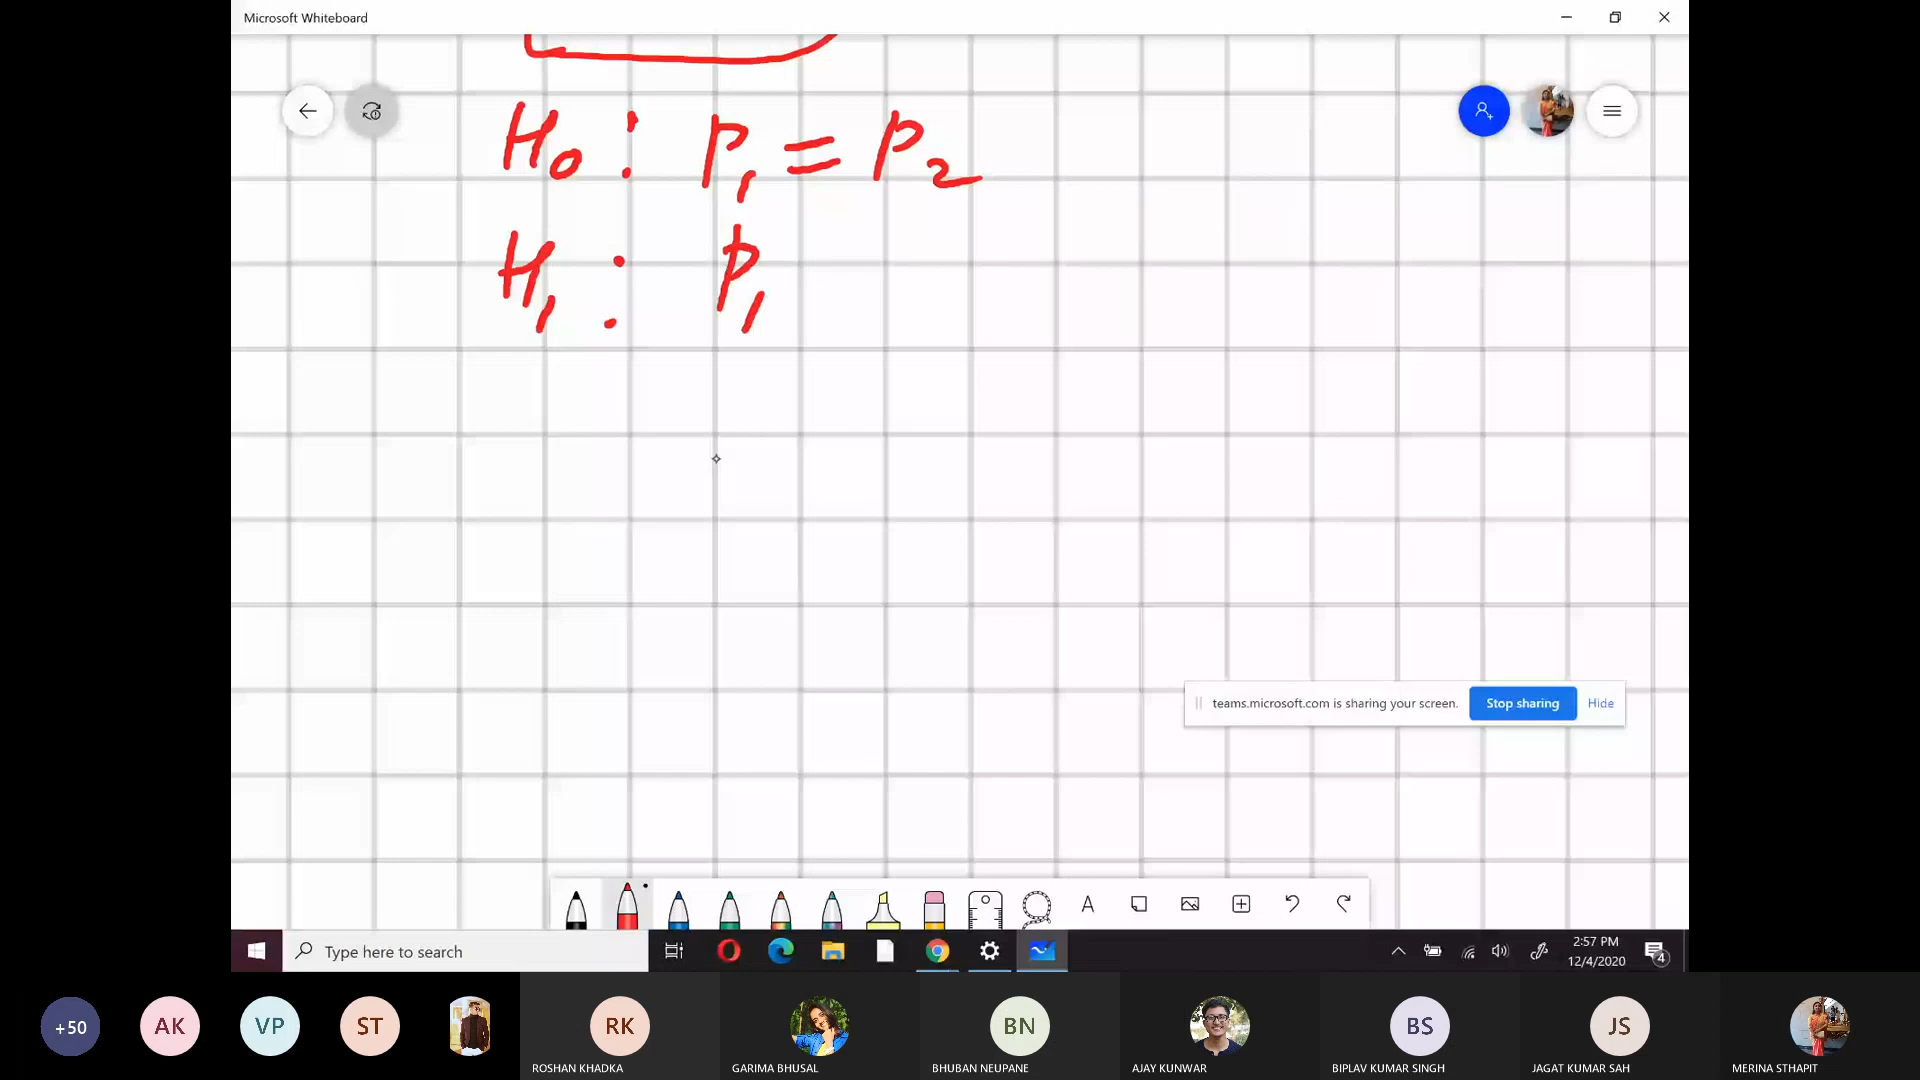 Microsoft Whiteboard
H₀ : P₁ = P₂
H₁ : P₁
teams.microsoft.com is sharing your screen. Stop sharing Hide
A
Type here to search
2:57 PM
12/4/2020
4
+50 AK VP ST RK BN BS JS
ROSHAN KHADKA GARIMA BHUSAL BHUBAN NEUPANE AJAY KUNWAR BIPLAV KUMAR SINGH JAGAT KUMAR SAH MERINA STHAPIT